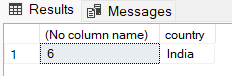 Results Messages
(No column name) country
1 6 India